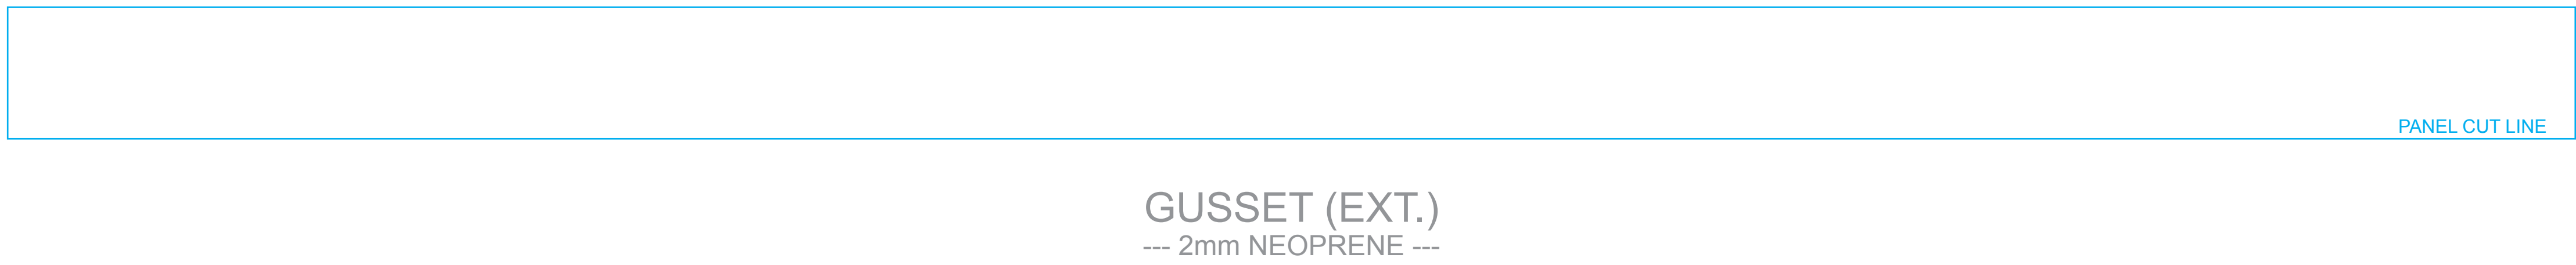 PANEL CUT LINE
GUSSET (EXT.)
--- 2mm NEOPRENE ---